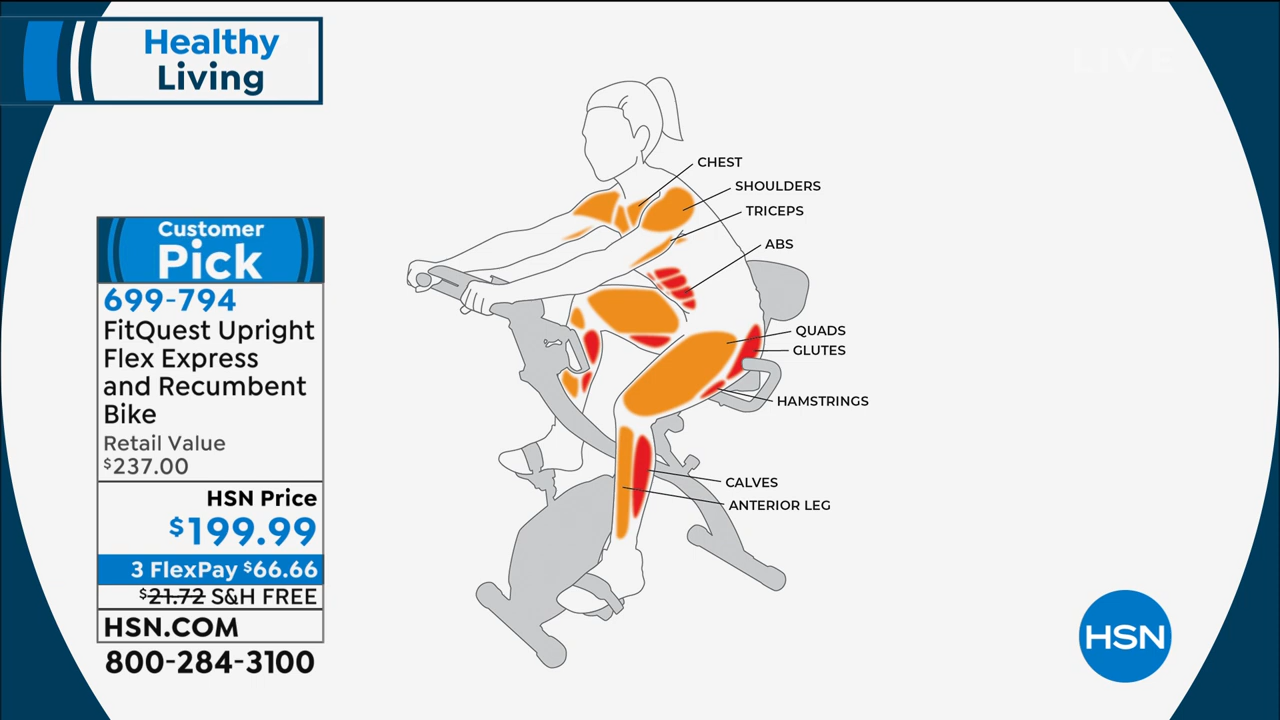 Healthy
Living
LIVE
Customer
Pick
699-794
FitQuest Upright
Flex Express
and Recumbent
Bike
Retail Value
$237.00
HSN Price
$199.99
3 FlexPay $66.66
$21.72 S&H FREE
HSN.COM
800-284-3100
CHEST
SHOULDERS
TRICEPS
ABS
QUADS
GLUTES
HAMSTRINGS
CALVES
ANTERIOR LEG
HSN